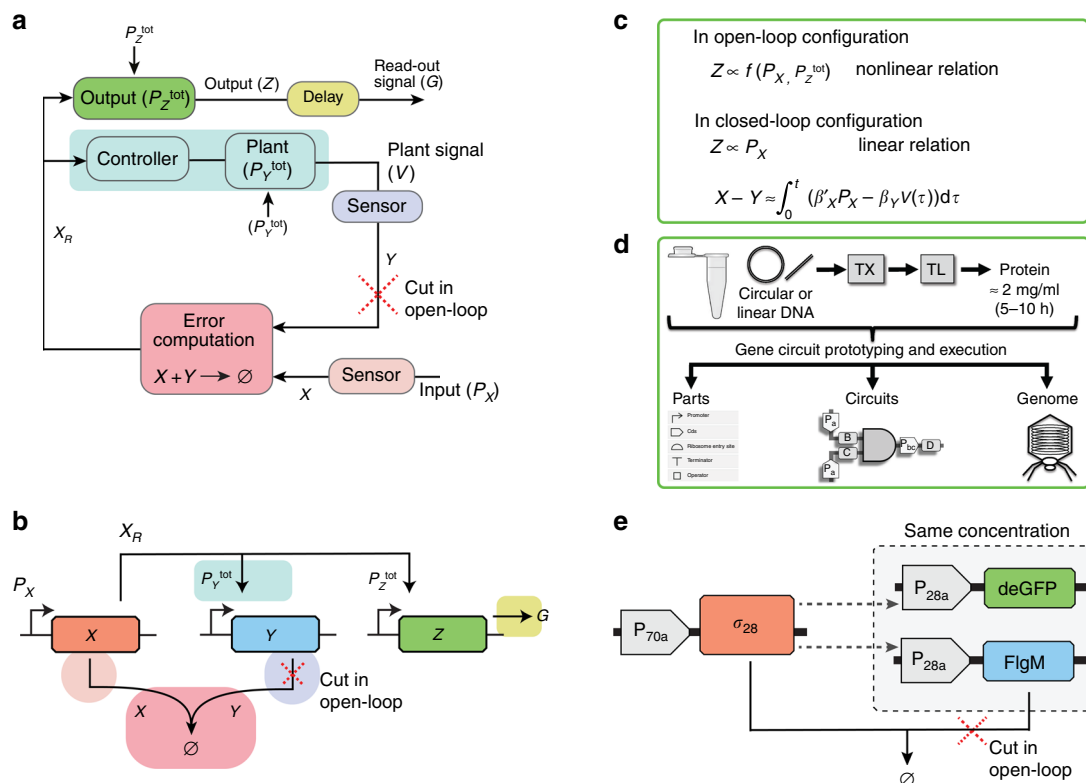 a
P_Z^tot
Output (P_Z^tot)
Output (Z)
Delay
Read-out
signal (G)
Controller
Plant
(P_Y^tot)
Plant signal
(V)
Sensor
(P_Y^tot)
X_R
Y
Cut in
open-loop
Error
computation
X + Y ⟶ ∅
X
Sensor
Input (P_X)
b
X_R
P_X
P_Y^tot
P_Z^tot
X
Y
Z
G
Cut in
open-loop
X
Y
∅
c
In open-loop configuration
Z ∝ f (P_X, P_Z^tot) nonlinear relation
In closed-loop configuration
Z ∝ P_X linear relation
X – Y ≈ ∫_0^t (β′_X P_X – β_Y V(τ))dτ
d
Circular or
linear DNA
TX
TL
Protein
≈ 2 mg/ml
(5–10 h)
Gene circuit prototyping and execution
Parts
Circuits
Genome
Promoter
Cds
Ribosome entry site
Terminator
Operator
P_a
B
C
P_a
P_bc
D
e
Same concentration
P_70a
σ_28
P_28a
deGFP
P_28a
FlgM
Cut in
open-loop
∅